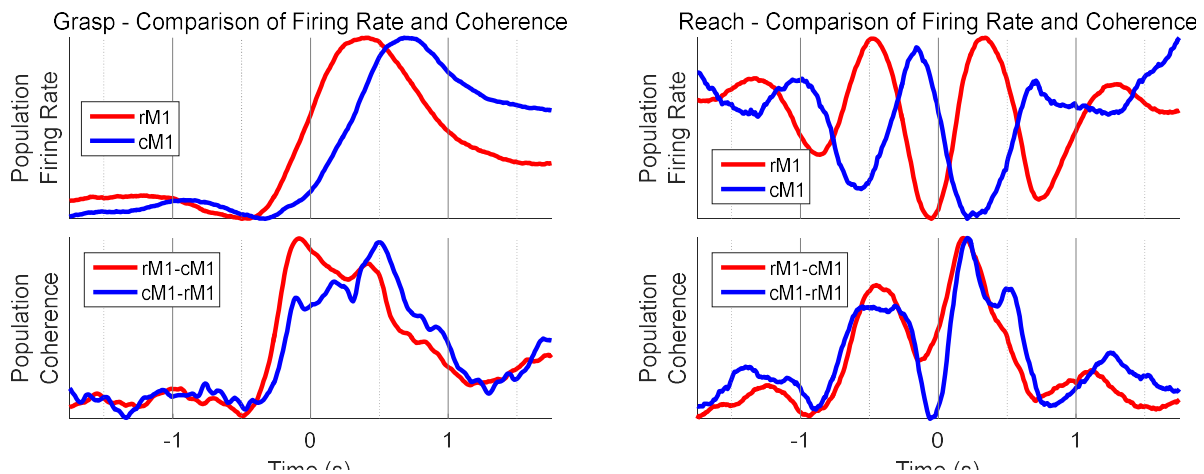 Grasp - Comparison of Firing Rate and Coherence
Population
Firing Rate
rM1
cM1
Population
Coherence
rM1-cM1
cM1-rM1
-1
0
1
Time (s)
Reach - Comparison of Firing Rate and Coherence
Population
Firing Rate
rM1
cM1
Population
Coherence
rM1-cM1
cM1-rM1
-1
0
1
Time (s)